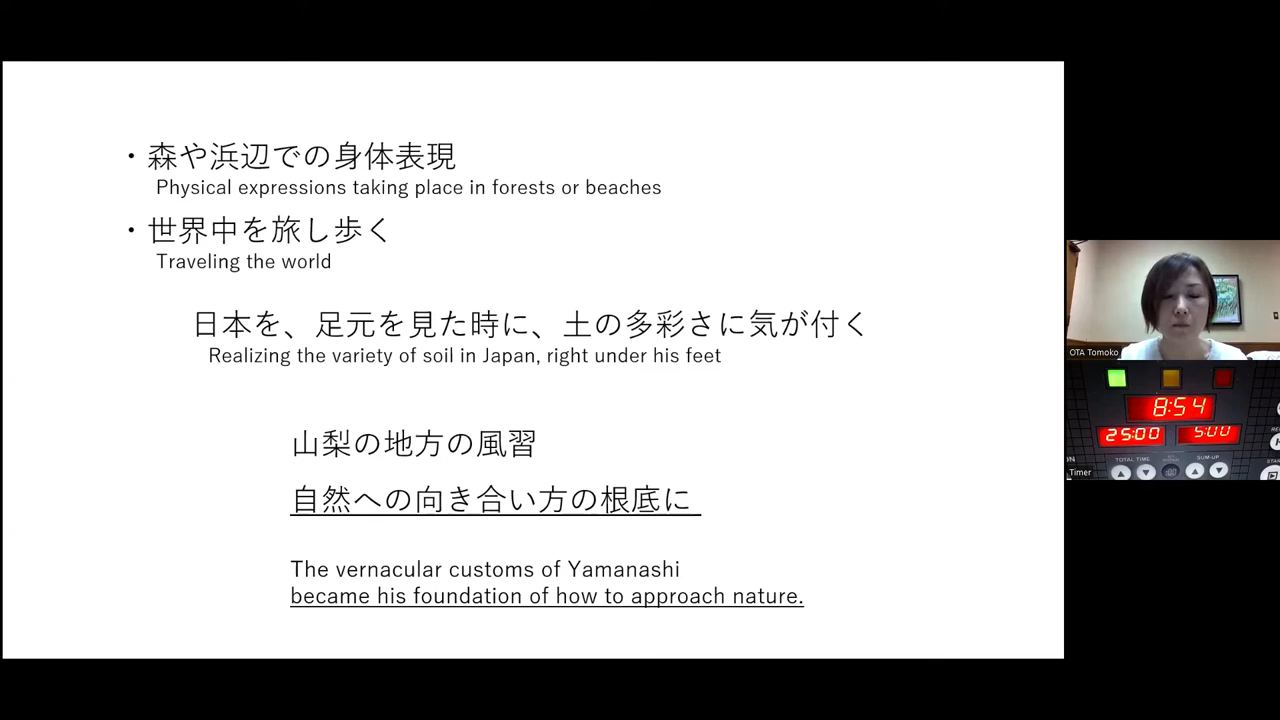 ・森や浜辺での身体表現
Physical expressions taking place in forests or beaches
・世界中を旅し歩く
Traveling the world
日本を、足元を見た時に、土の多彩さに気が付く
Realizing the variety of soil in Japan, right under his feet
山梨の地方の風習
自然への向き合い方の根底に
The vernacular customs of Yamanashi
became his foundation of how to approach nature.
OTA Tomoko
8:54
25:00 5:00
TOTAL TIME SUM-UP
Timer